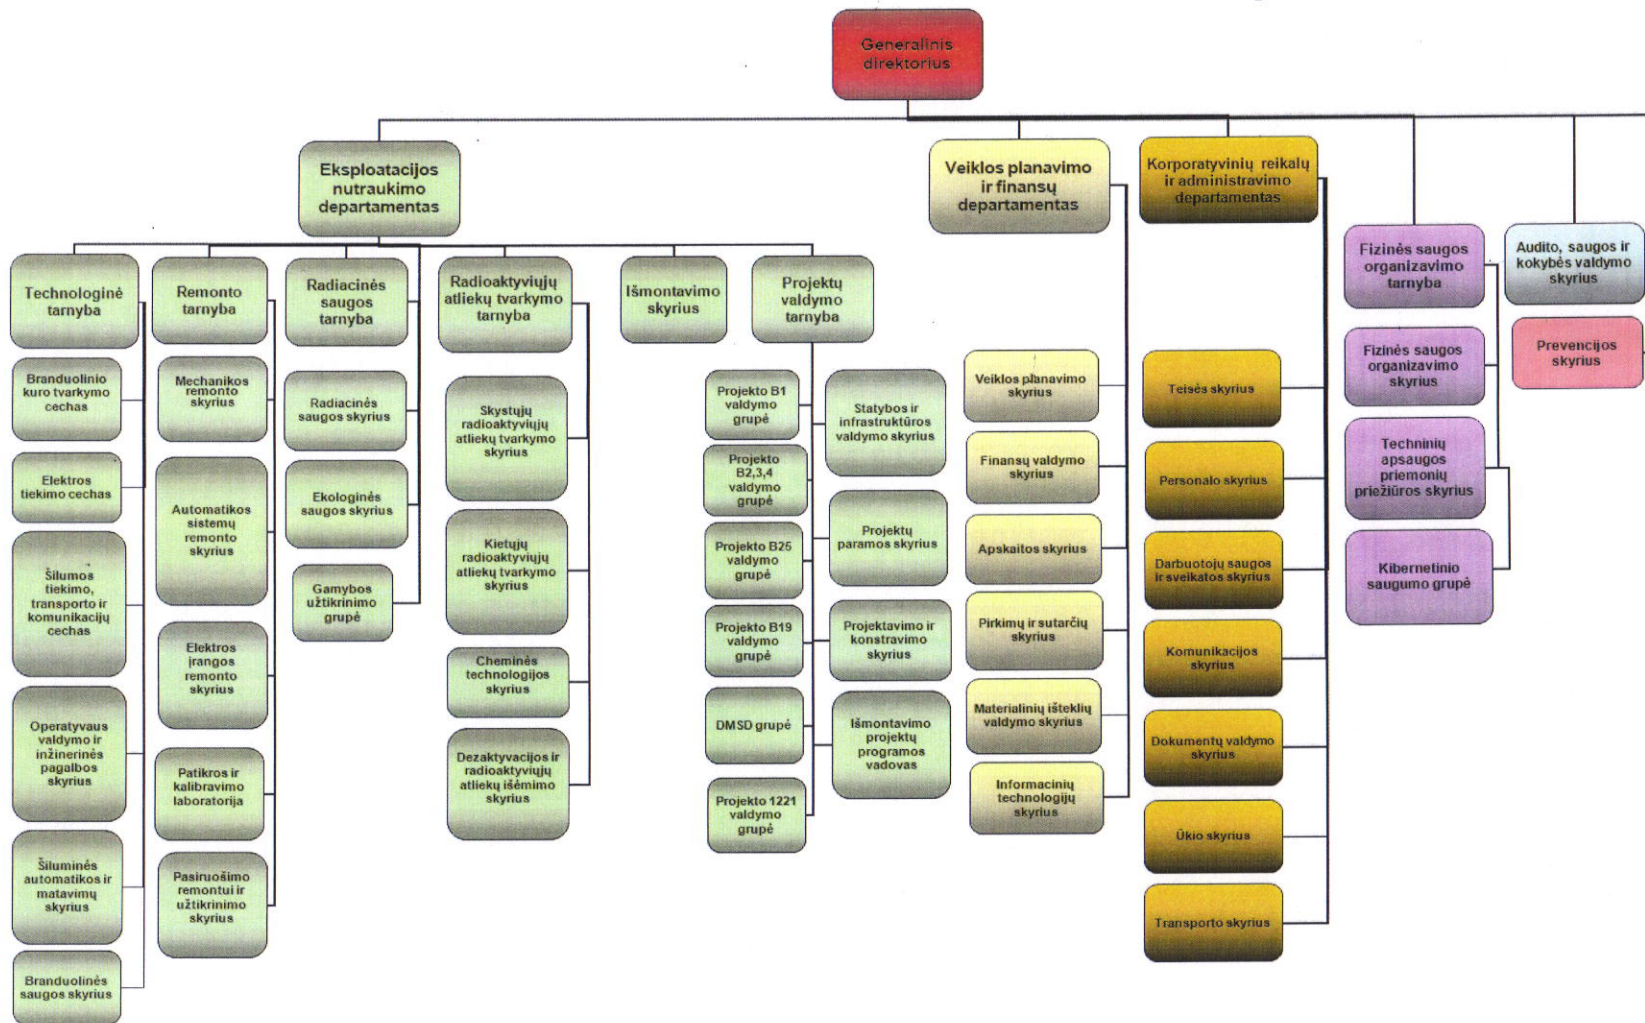 Generalinis
direktorius
Eksploatacijos
nutraukimo
departamentas
Veiklos planavimo
ir finansų
departamentas
Korporatyvinių reikalų
ir administravimo
departamentas
Fizinės saugos
organizavimo
tarnyba
Audito, saugos ir
kokybės valdymo
skyrius
Prevencijos
skyrius
Technologinė
tarnyba
Branduolinio
kuro tvarkymo
cechas
Elektros
tiekimo cechas
Šilumos
tiekimo,
transporto ir
komunikacijų
cechas
Operatyvaus
valdymo ir
inžinerinės
pagalbos
skyrius
Šiluminės
automatikos ir
matavimų
skyrius
Branduolinės
saugos skyrius
Remonto
tarnyba
Mechanikos
remonto
skyrius
Automatikos
sistemų
remonto
skyrius
Elektros
įrangos
remonto
skyrius
Patikros ir
kalibravimo
laboratorija
Pasiruošimo
remontui ir
užtikrinimo
skyrius
Radiacinės
saugos
tarnyba
Radiacinės
saugos skyrius
Ekologinės
saugos skyrius
Gamybos
užtikrinimo
grupė
Radioaktyviųjų
atliekų tvarkymo
tarnyba
Skystųjų
radioaktyviųjų
atliekų tvarkymo
skyrius
Kietųjų
radioaktyviųjų
atliekų tvarkymo
skyrius
Cheminės
technologijos
skyrius
Dezaktyvacijos ir
radioaktyviųjų
atliekų išėmimo
skyrius
Išmontavimo
skyrius
Projektų
valdymo
tarnyba
Projekto B1
valdymo
grupė
Projekto
B2,3,4
valdymo
grupė
Projekto B25
valdymo
grupė
Projekto B19
valdymo
grupė
DMSD grupė
Projekto 1221
valdymo
grupė
Statybos ir
infrastruktūros
valdymo skyrius
Projektų
paramos skyrius
Projektavimo ir
konstravimo
skyrius
Išmontavimo
projektų
programos
vadovas
Veiklos planavimo
skyrius
Finansų valdymo
skyrius
Apskaitos skyrius
Pirkimų ir sutarčių
skyrius
Materialinių išteklių
valdymo skyrius
Informacinių
technologijų
skyrius
Teisės skyrius
Personalo skyrius
Darbuotojų saugos
ir sveikatos skyrius
Komunikacijos
skyrius
Dokumentų valdymo
skyrius
Ūkio skyrius
Transporto skyrius
Fizinės saugos
organizavimo
skyrius
Techninių
apsaugos
priemonių
priežiūros skyrius
Kibernetinio
saugumo grupė